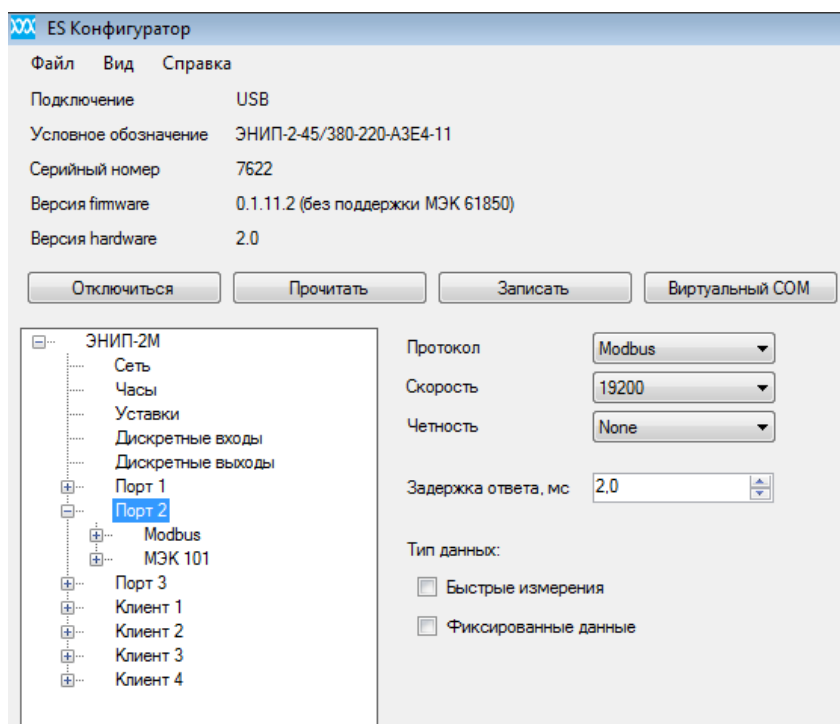 ES Конфигуратор
Файл Вид Справка
Подключение USB
Условное обозначение ЭНИП-2-45/380-220-А3Е4-11
Серийный номер 7622
Версия firmware 0.1.11.2 (без поддержки МЭК 61850)
Версия hardware 2.0
Отключиться Прочитать Записать Виртуальный COM
ЭНИП-2М
Сеть
Часы
Уставки
Дискретные входы
Дискретные выходы
Порт 1
Порт 2
Modbus
МЭК 101
Порт 3
Клиент 1
Клиент 2
Клиент 3
Клиент 4
Протокол Modbus
Скорость 19200
Четность None
Задержка ответа, мс 2,0
Тип данных:
Быстрые измерения
Фиксированные данные